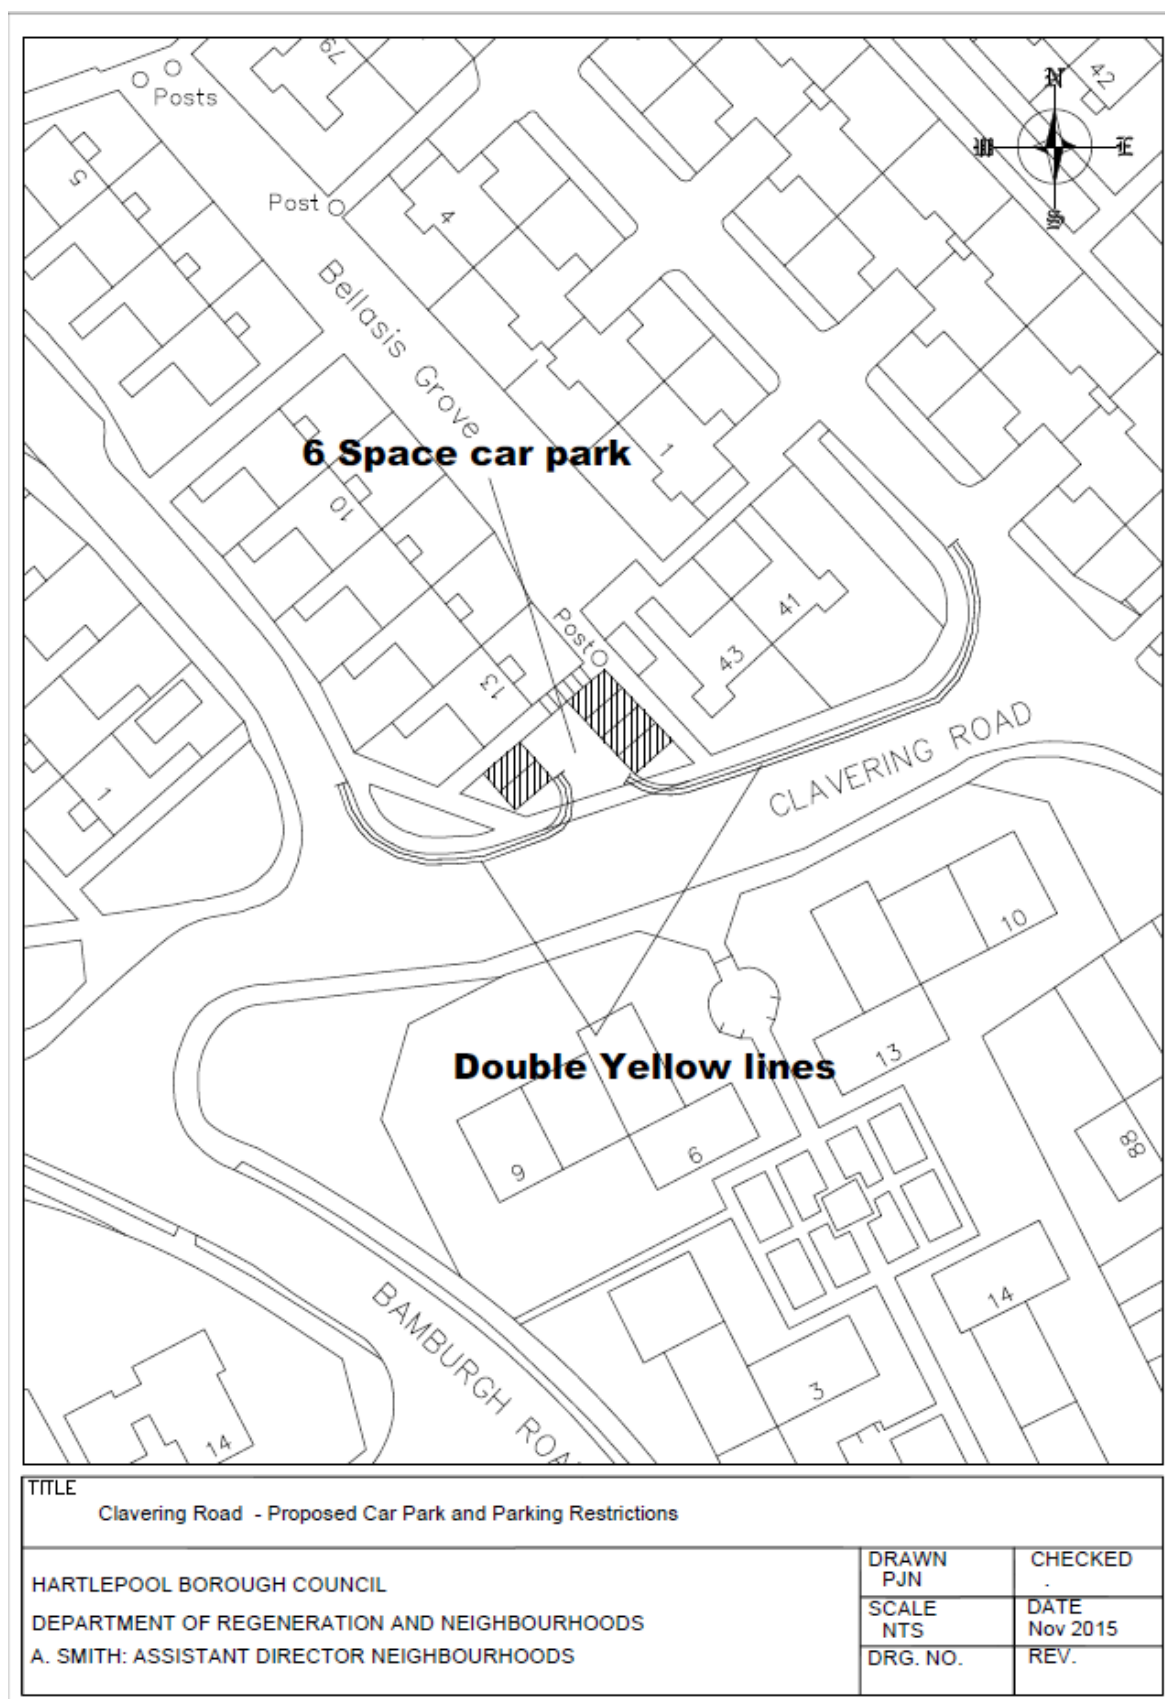 79
42
N
Posts
W
E
5
Post
4
S
Bellasis Grove
6 Space car park
1
10
Post
41
43
13
CLAVERING ROAD
1
10
13
Double Yellow lines
88
9
6
14
BAMBURGH ROA
3
14
TITLE
Clavering Road - Proposed Car Park and Parking Restrictions
HARTLEPOOL BOROUGH COUNCIL
DEPARTMENT OF REGENERATION AND NEIGHBOURHOODS
A. SMITH: ASSISTANT DIRECTOR NEIGHBOURHOODS
DRAWN
PJN
CHECKED
.
SCALE
NTS
DATE
Nov 2015
DRG. NO.
REV.